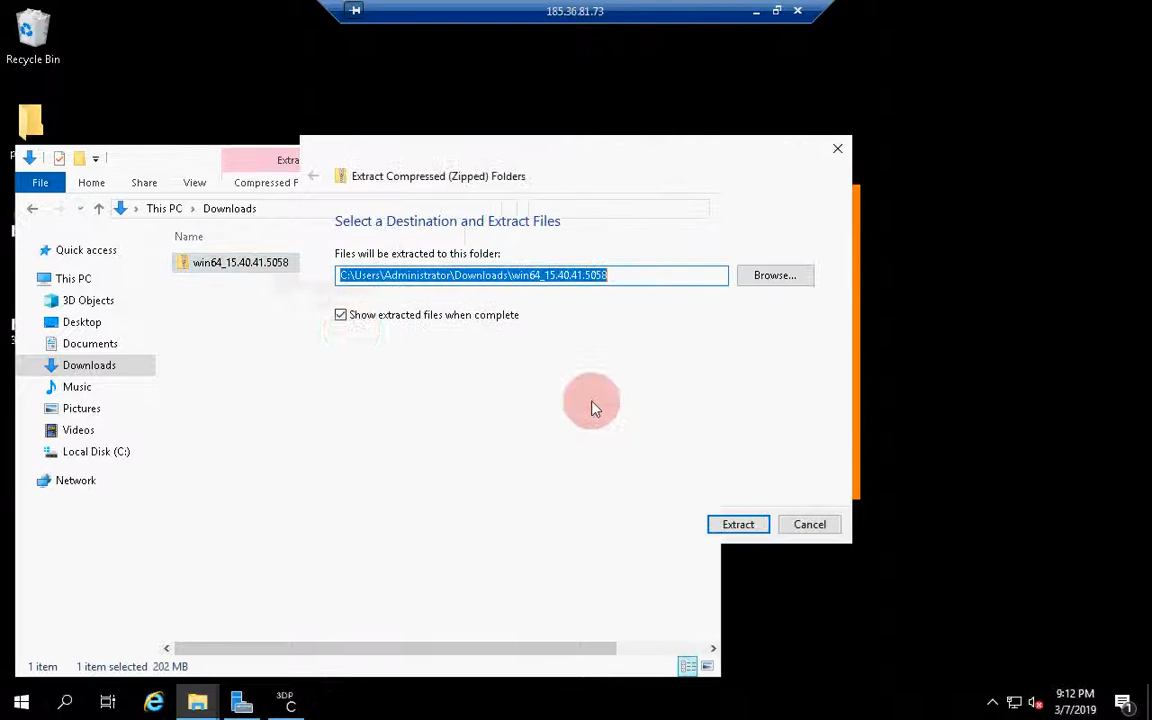 185.36.81.73
Recycle Bin
Extra
Extract Compressed (Zipped) Folders
File
Home
Share
View
Compressed F
This PC
Downloads
Select a Destination and Extract Files
Name
Quick access
Files will be extracted to this folder:
win64_15.40.41.5058
C:\Users\Administrator\Downloads\win64_15.40.41.5058
Browse...
This PC
3D Objects
Show extracted files when complete
Desktop
Documents
Downloads
Music
Pictures
Videos
Local Disk (C:)
Network
Extract
Cancel
1 item
1 item selected
202 MB
3DP
C
9:12 PM
3/7/2019
1